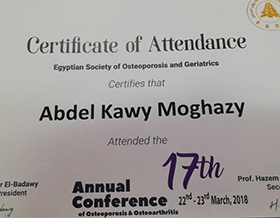 Certificate of Attendance
Egyptian Society of Osteoporosis and Geriatrics
Certifies that
Abdel Kawy Moghazy
Attended the
17th
Annual
Conference
of Osteoporosis & Osteoarthritis
22nd - 23rd March, 2018
El-Badawy
Prof. Hazem